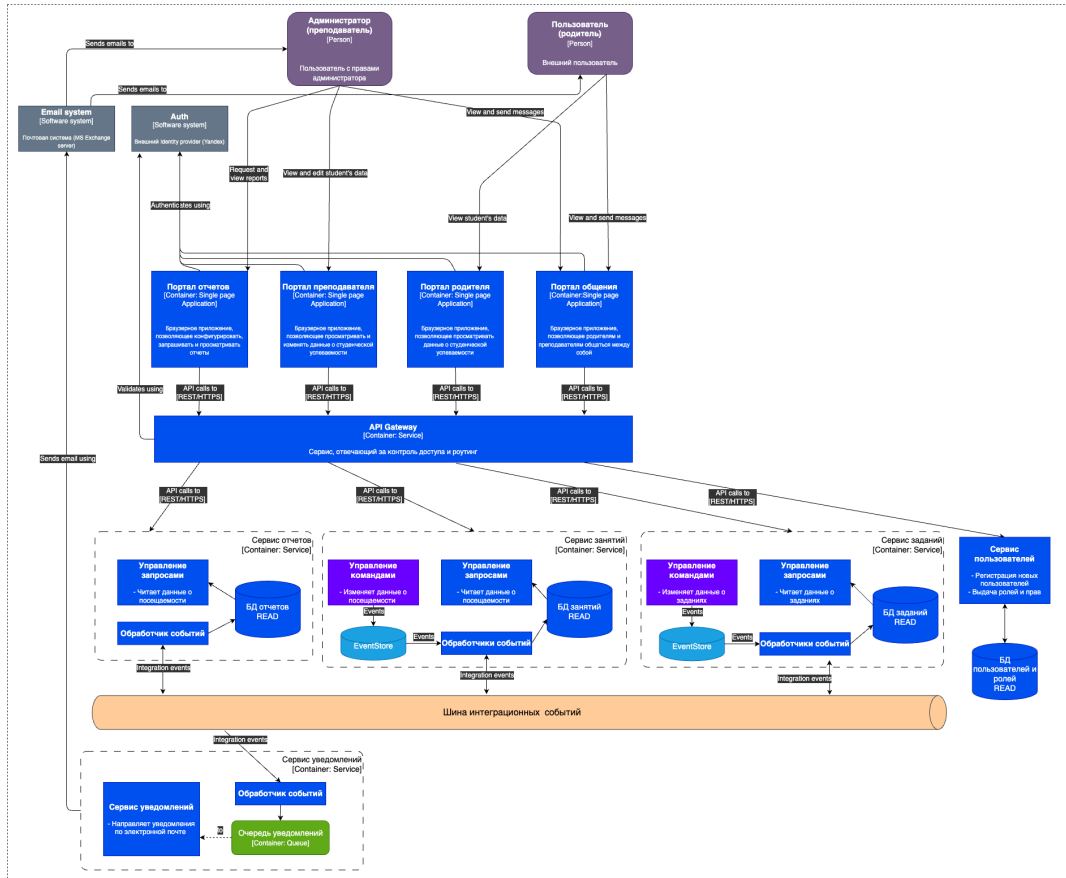 Администратор
(преподаватель)
[Person]
Пользователь с правами
администратора
Пользователь
(родитель)
[Person]
Внешний пользователь
Sends emails to
Sends emails to
Email system
[Software system]
Почтовая система (MS Exchange
server)
Auth
[Software system]
Внешний Identity provider (Yandex)
View and send messages
Request and
view reports
View and edit student's data
Authenticates using
View student's data
View and send messages
Портал отчетов
[Container: Single page
Application]
Браузерное приложение,
позволяющее конфигурировать,
запрашивать и просматривать
отчеты
Портал преподавателя
[Container: Single page
Application]
Браузерное приложение,
позволяющее просматривать и
изменять данные о студенческой
успеваемости
Портал родителя
[Container: Single page
Application]
Браузерное приложение,
позволяющее просматривать
данные о студенческой
успеваемости
Портал общения
[Container:Single page
Application]
Браузерное приложение,
позволяющее родителям и
преподавателям общаться между
собой
Validates using
API calls to
[REST/HTTPS]
API calls to
[REST/HTTPS]
API calls to
[REST/HTTPS]
API calls to
[REST/HTTPS]
API Gateway
[Container: Service]
Сервис, отвечающий за контроль доступа и роутинг
Sends email using
API calls to
[REST/HTTPS]
API calls to
[REST/HTTPS]
API calls to
[REST/HTTPS]
API calls to
[REST/HTTPS]
Сервис отчетов
[Container: Service]
Управление
запросами
- Читает данные о
посещаемости
БД отчетов
READ
Обработчик событий
Сервис занятий
[Container: Service]
Управление
командами
- Изменяет данные о
посещаемости
Управление
запросами
- Читает данные о
посещаемости
БД занятий
READ
Events
EventStore
Events
Обработчики событий
Сервис заданий
[Container: Service]
Управление
командами
- Изменяет данные о
заданиях
Управление
запросами
- Читает данные о
заданиях
БД заданий
READ
Events
EventStore
Events
Обработчики событий
Сервис
пользователей
- Регистрация новых
пользователей
- Выдача ролей и прав
БД
пользователей и
ролей
READ
Integration events
Integration events
Integration events
Шина интеграционных событий
Integration events
Сервис уведомлений
[Container: Service]
Обработчик событий
Сервис уведомлений
- Направляет уведомления
по электронной почте
to
Очередь уведомлений
[Container: Queue]